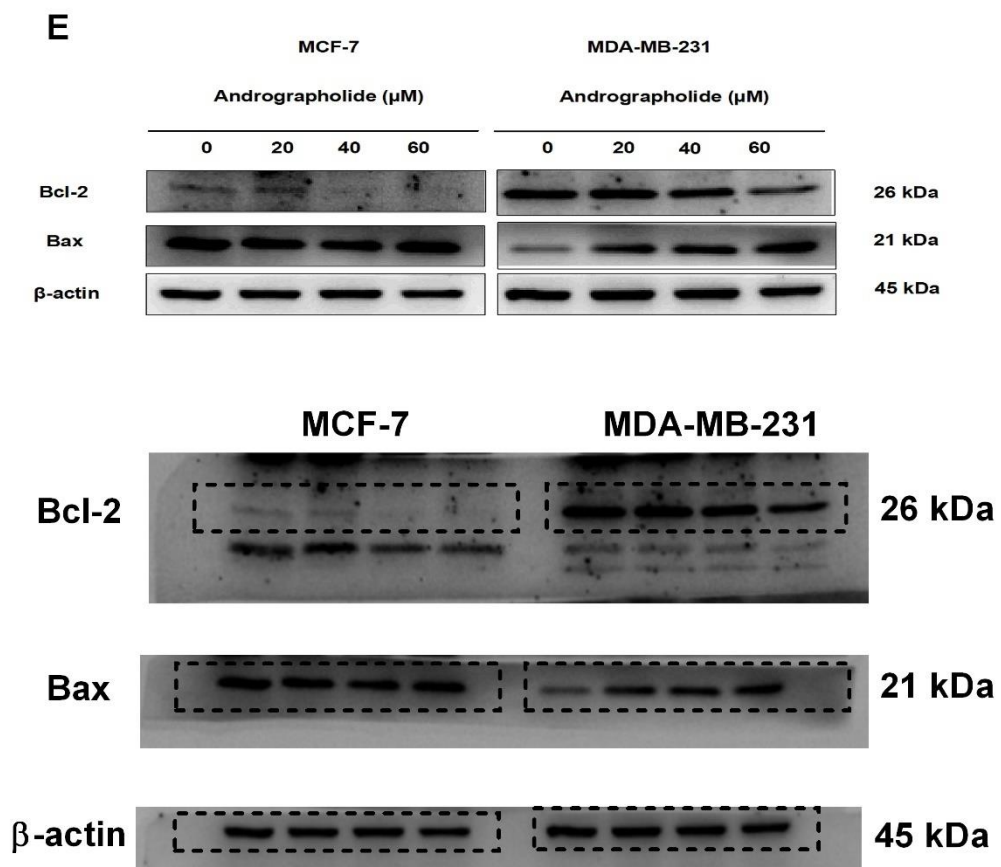 E
MCF-7 MDA-MB-231
Andrographolide (µM) Andrographolide (µM)
0 20 40 60 0 20 40 60
Bcl-2 26 kDa
Bax 21 kDa
β-actin 45 kDa
MCF-7 MDA-MB-231
Bcl-2 26 kDa
Bax 21 kDa
β-actin 45 kDa